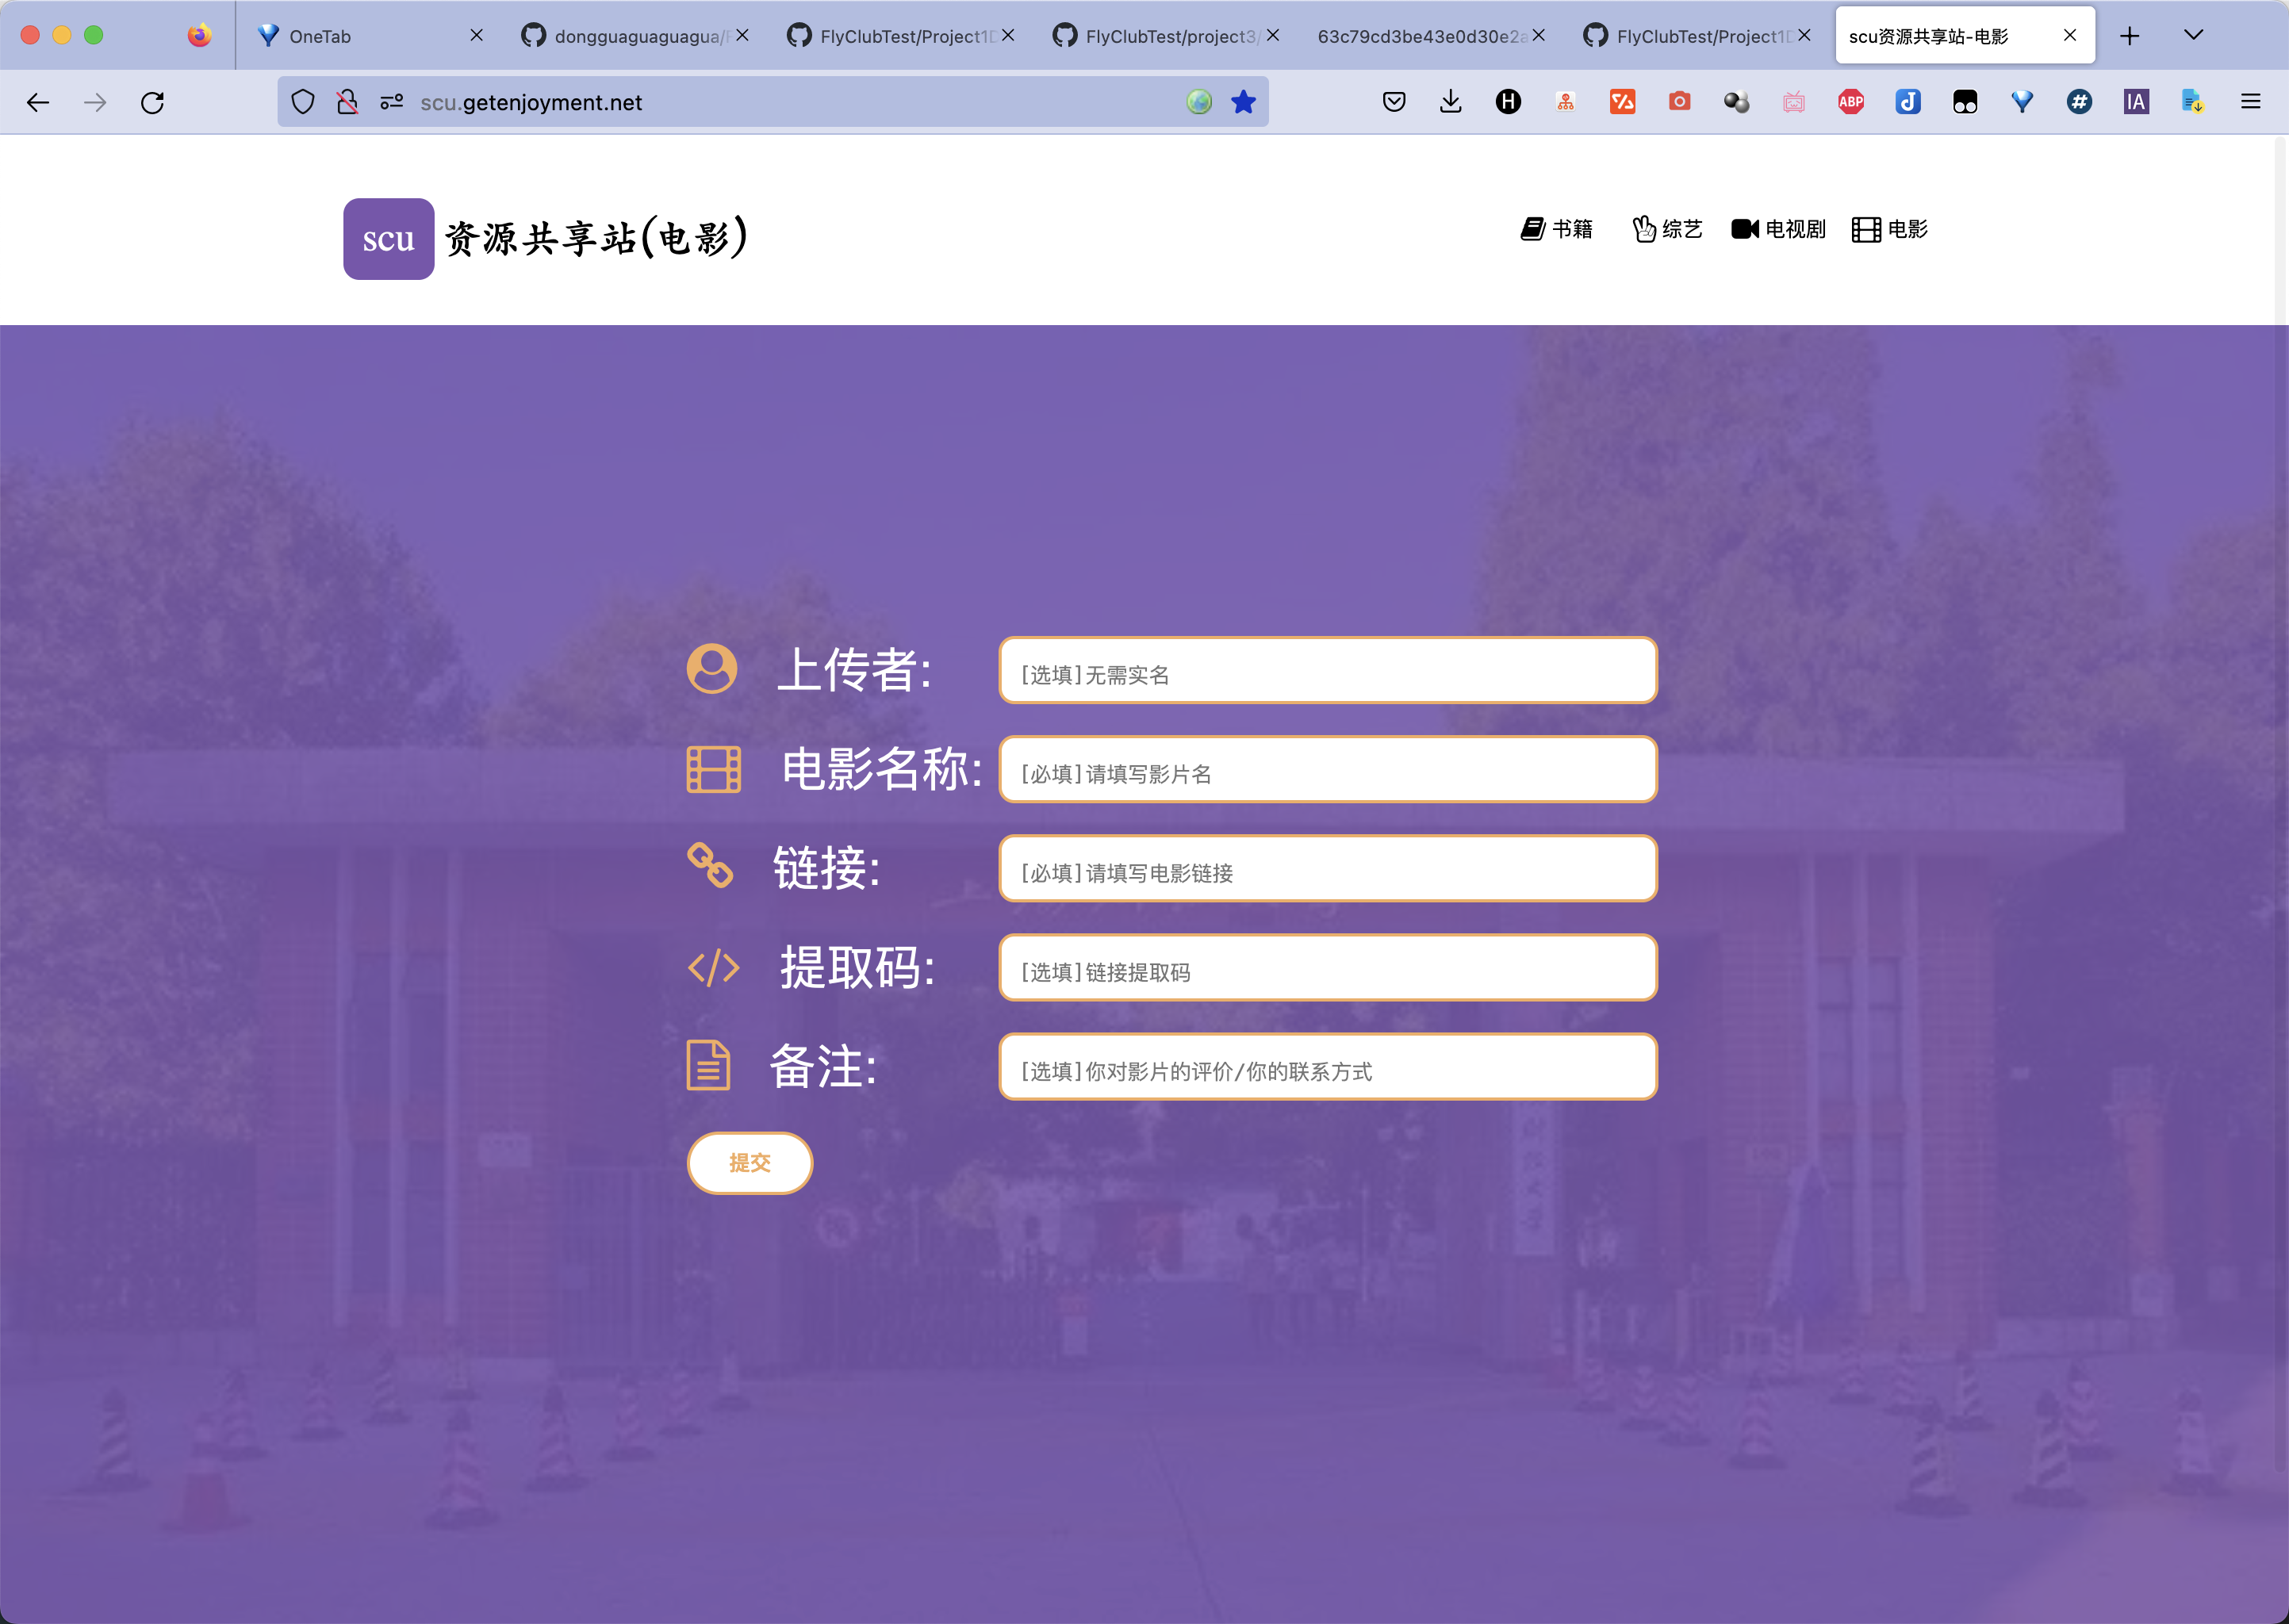 OneTab
dongguaguaguagua/F
FlyClubTest/Project1D
FlyClubTest/project3/
63c79cd3be43e0d30e2a
FlyClubTest/Project1D
scu资源共享站-电影
scu.getenjoyment.net
H
ABP
J
#
IA
scu 资源共享站(电影)
书籍 综艺 电视剧 电影
上传者: [选填]无需实名
电影名称: [必填]请填写影片名
链接: [必填]请填写电影链接
提取码: [选填]链接提取码
备注: [选填]你对影片的评价/你的联系方式
提交